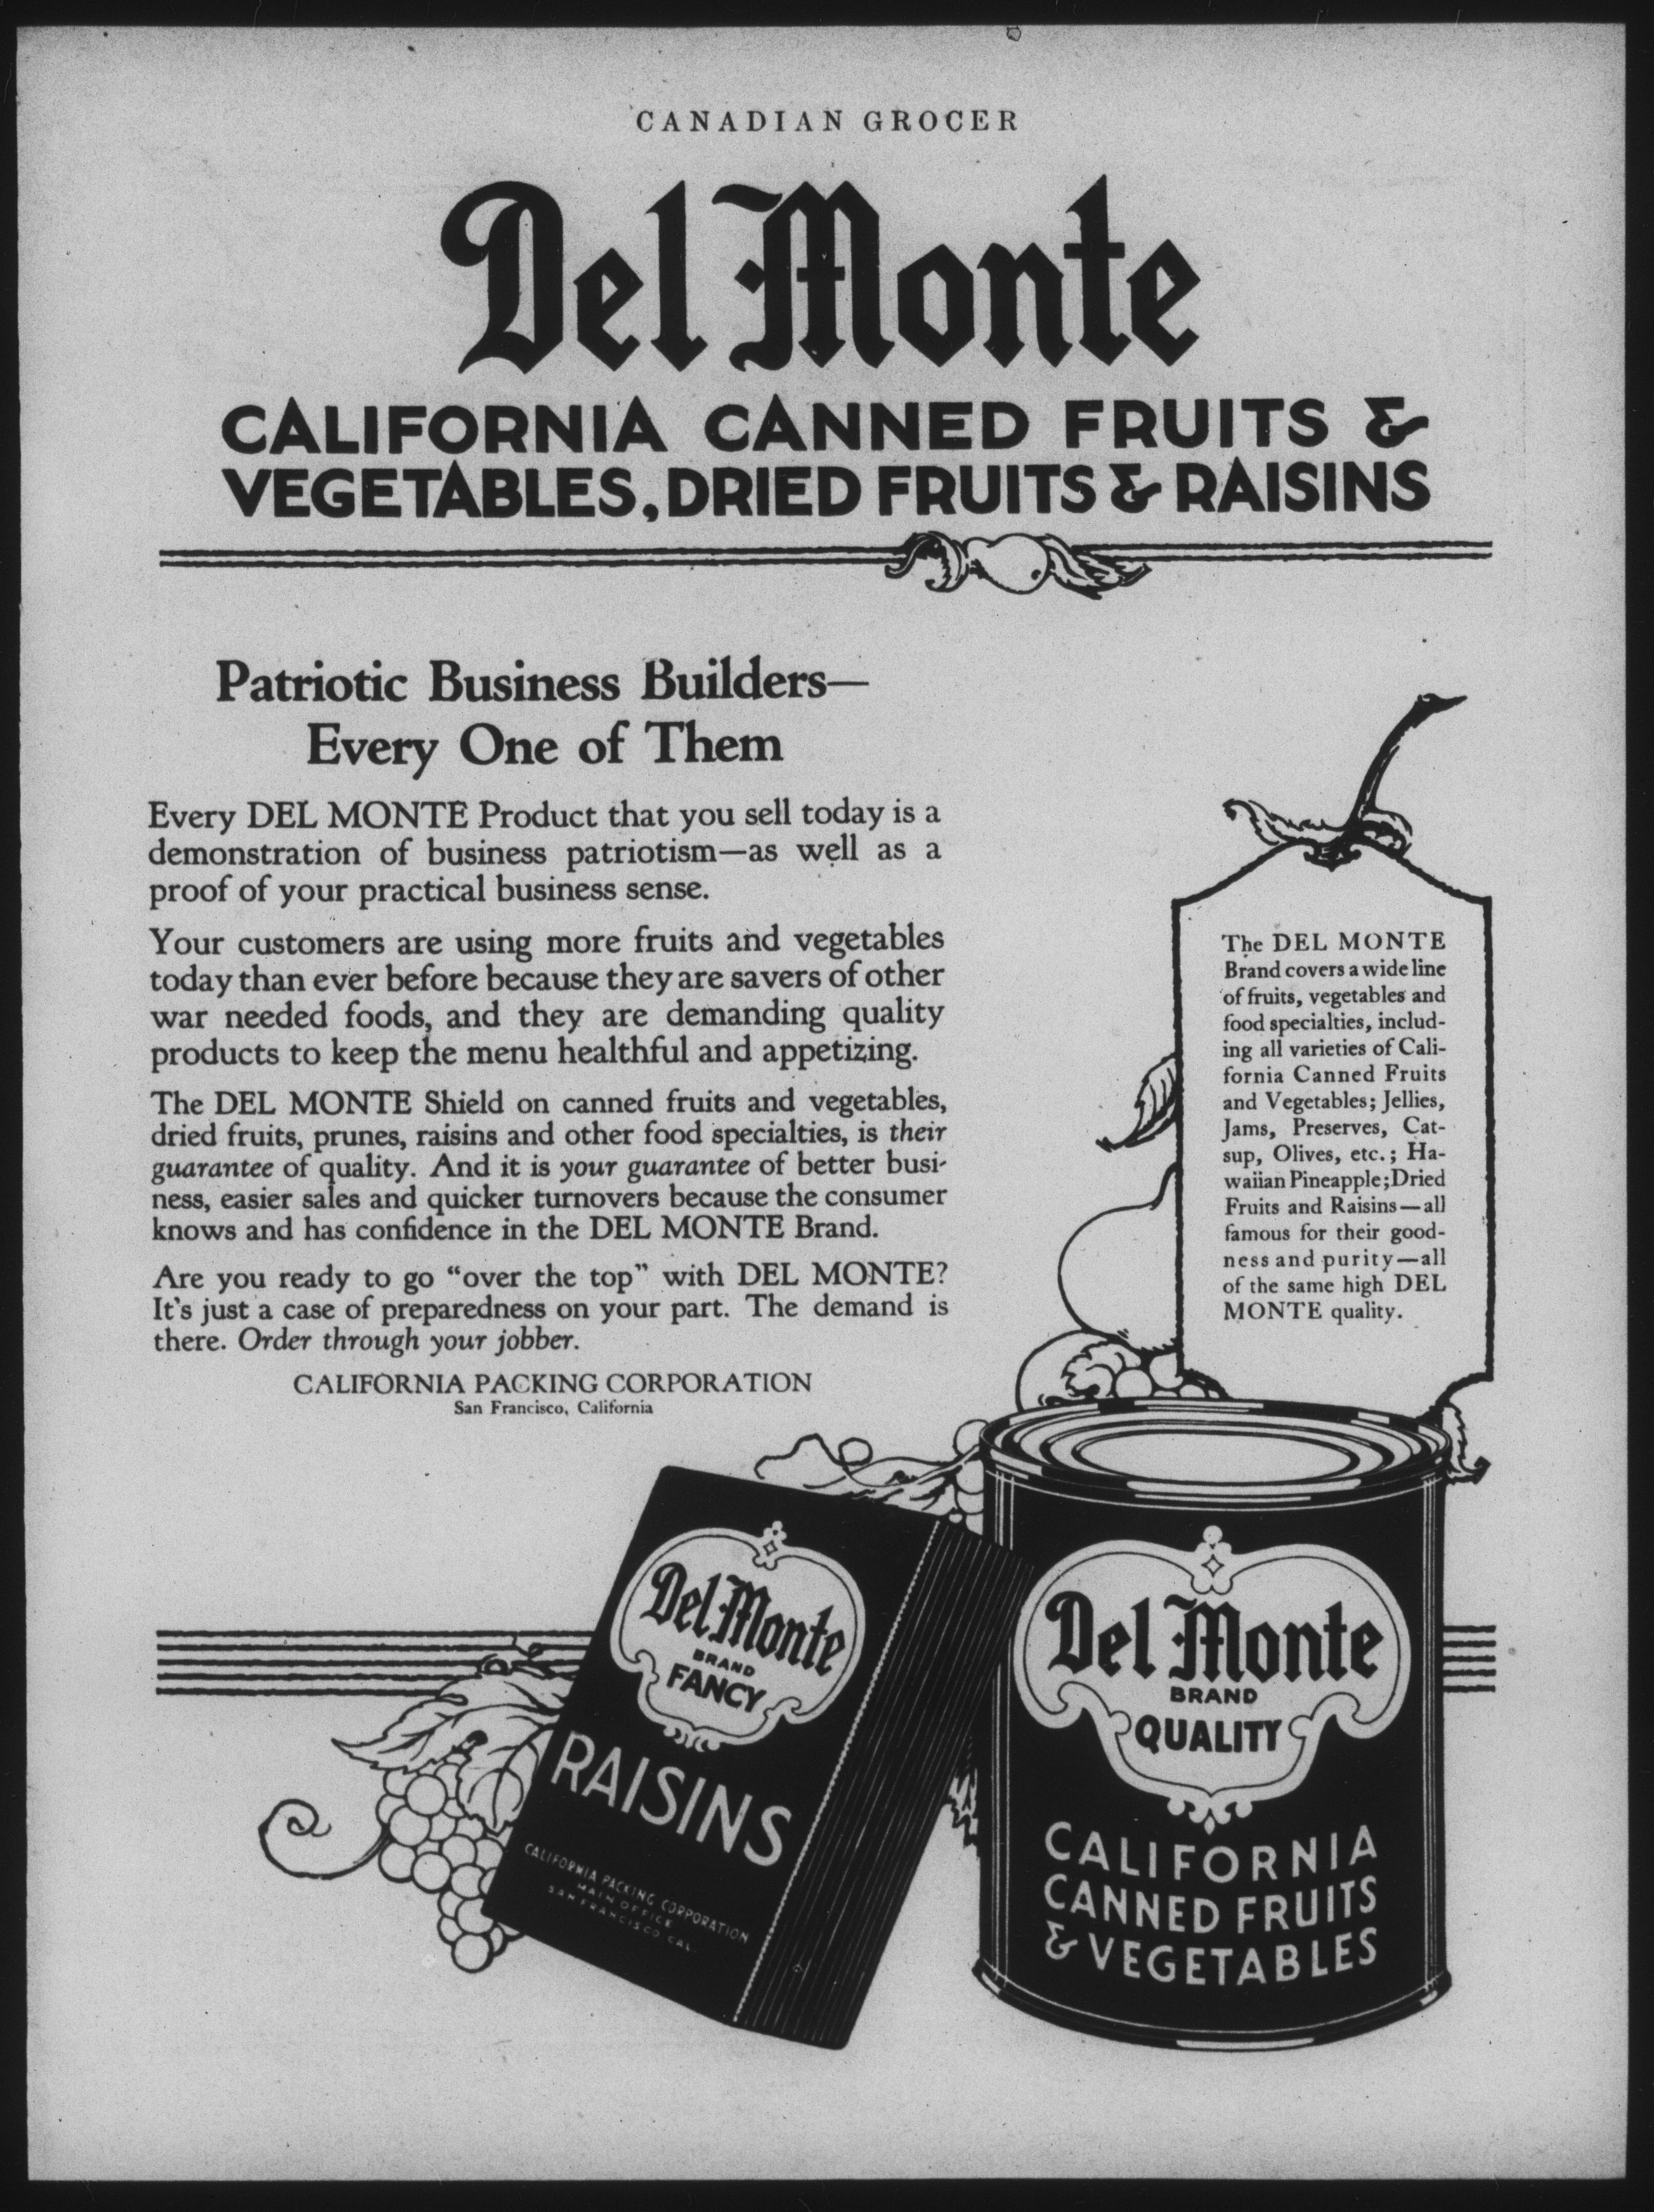 CANADIAN GROCER
Del Monte
CALIFORNIA CANNED FRUITS &
VEGETABLES, DRIED FRUITS & RAISINS
Patriotic Business Builders—
Every One of Them
Every DEL MONTE Product that you sell today is a
demonstration of business patriotism—as well as a
proof of your practical business sense.
Your customers are using more fruits and vegetables
today than ever before because they are savers of other
war needed foods, and they are demanding quality
products to keep the menu healthful and appetizing.
The DEL MONTE Shield on canned fruits and vegetables,
dried fruits, prunes, raisins and other food specialties, is their
guarantee of quality. And it is your guarantee of better busi-
ness, easier sales and quicker turnovers because the consumer
knows and has confidence in the DEL MONTE Brand.
Are you ready to go “over the top” with DEL MONTE?
It's just a case of preparedness on your part. The demand is
there. Order through your jobber.
CALIFORNIA PACKING CORPORATION
San Francisco, California
The DEL MONTE
Brand covers a wide line
of fruits, vegetables and
food specialties, includ-
ing all varieties of Cali-
fornia Canned Fruits
and Vegetables; Jellies,
Jams, Preserves, Cat-
sup, Olives, etc.; Ha-
waiian Pineapple; Dried
Fruits and Raisins—all
famous for their good-
ness and purity—all
of the same high DEL
MONTE quality.
Del Monte
BRAND
FANCY
RAISINS
CALIFORNIA PACKING CORPORATION
MAIN OFFICE
SAN FRANCISCO CAL.
Del Monte
BRAND
QUALITY
CALIFORNIA
CANNED FRUITS
& VEGETABLES